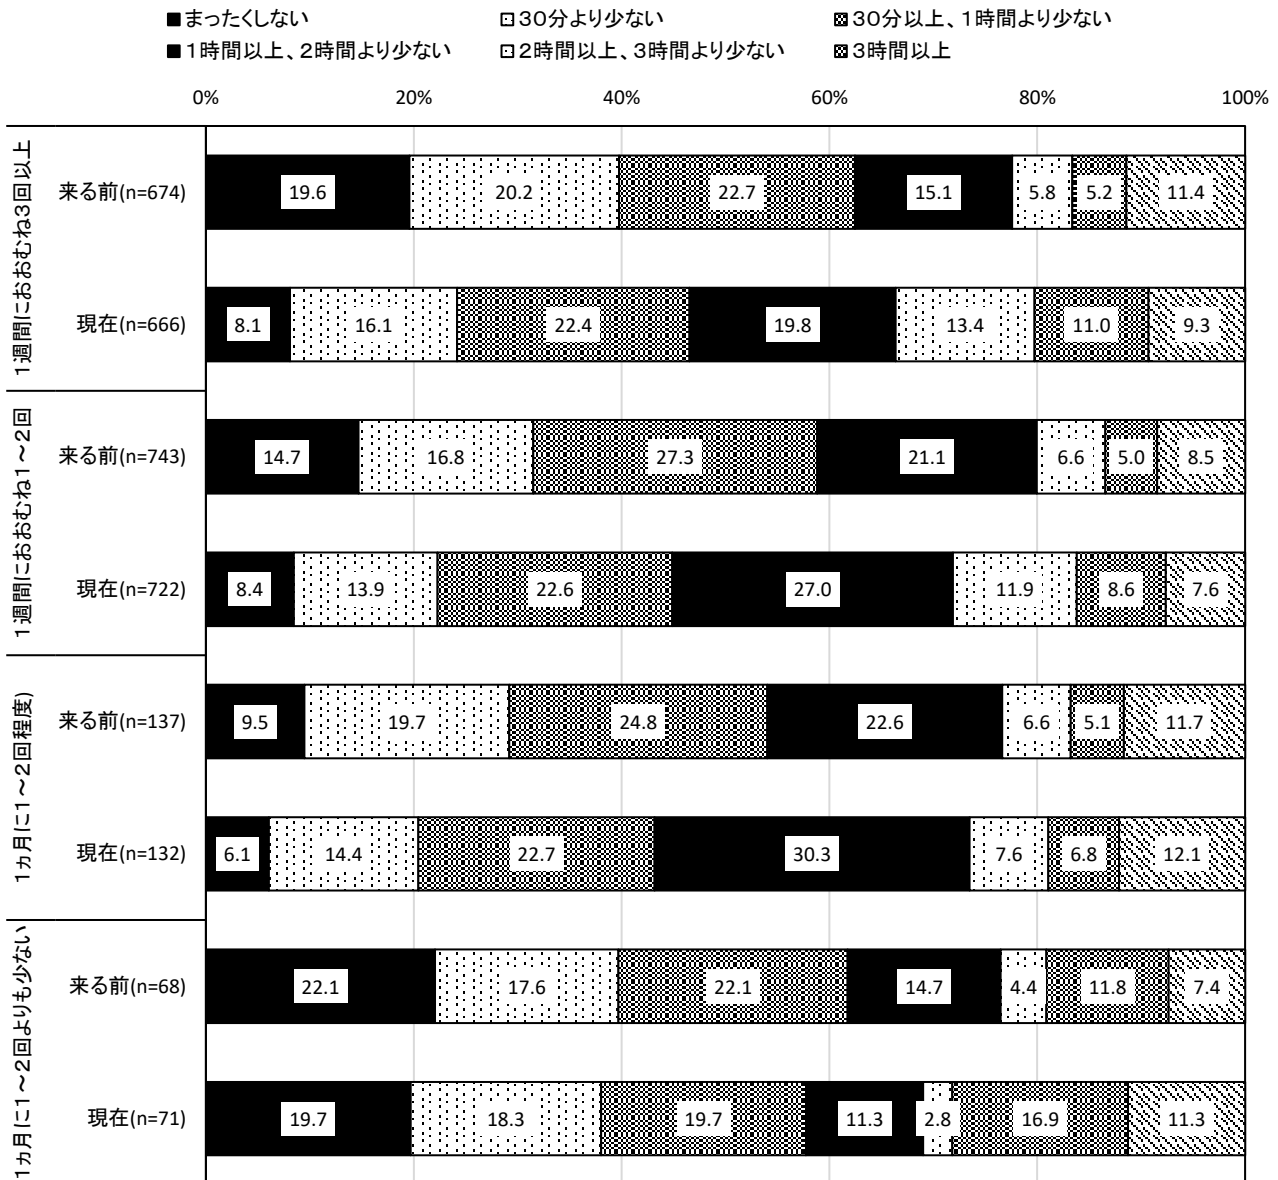 ■まったくしない □30分より少ない ■30分以上、1時間より少ない
■1時間以上、2時間より少ない □2時間以上、3時間より少ない ■3時間以上
0% 20% 40% 60% 80% 100%
1週間におおむね3回以上
来る前(n=674) 19.6 20.2 22.7 15.1 5.8 5.2 11.4
現在(n=666) 8.1 16.1 22.4 19.8 13.4 11.0 9.3
1週間におおむね1～2回
来る前(n=743) 14.7 16.8 27.3 21.1 6.6 5.0 8.5
現在(n=722) 8.4 13.9 22.6 27.0 11.9 8.6 7.6
1ヵ月に1～2回程度)
来る前(n=137) 9.5 19.7 24.8 22.6 6.6 5.1 11.7
現在(n=132) 6.1 14.4 22.7 30.3 7.6 6.8 12.1
1ヵ月に1～2回よりも少ない
来る前(n=68) 22.1 17.6 22.1 14.7 4.4 11.8 7.4
現在(n=71) 19.7 18.3 19.7 11.3 2.8 16.9 11.3